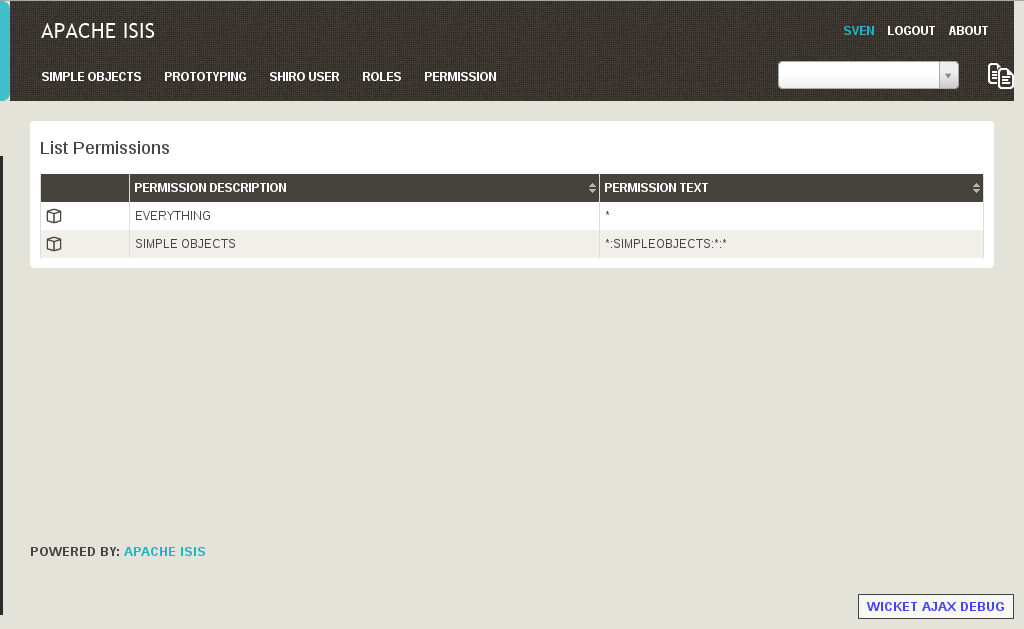 APACHE ISIS
SVEN LOGOUT ABOUT
SIMPLE OBJECTS PROTOTYPING SHIRO USER ROLES PERMISSION
List Permissions
PERMISSION DESCRIPTION PERMISSION TEXT
EVERYTHING *
SIMPLE OBJECTS *:SIMPLEOBJECTS:*:*
POWERED BY: APACHE ISIS
WICKET AJAX DEBUG